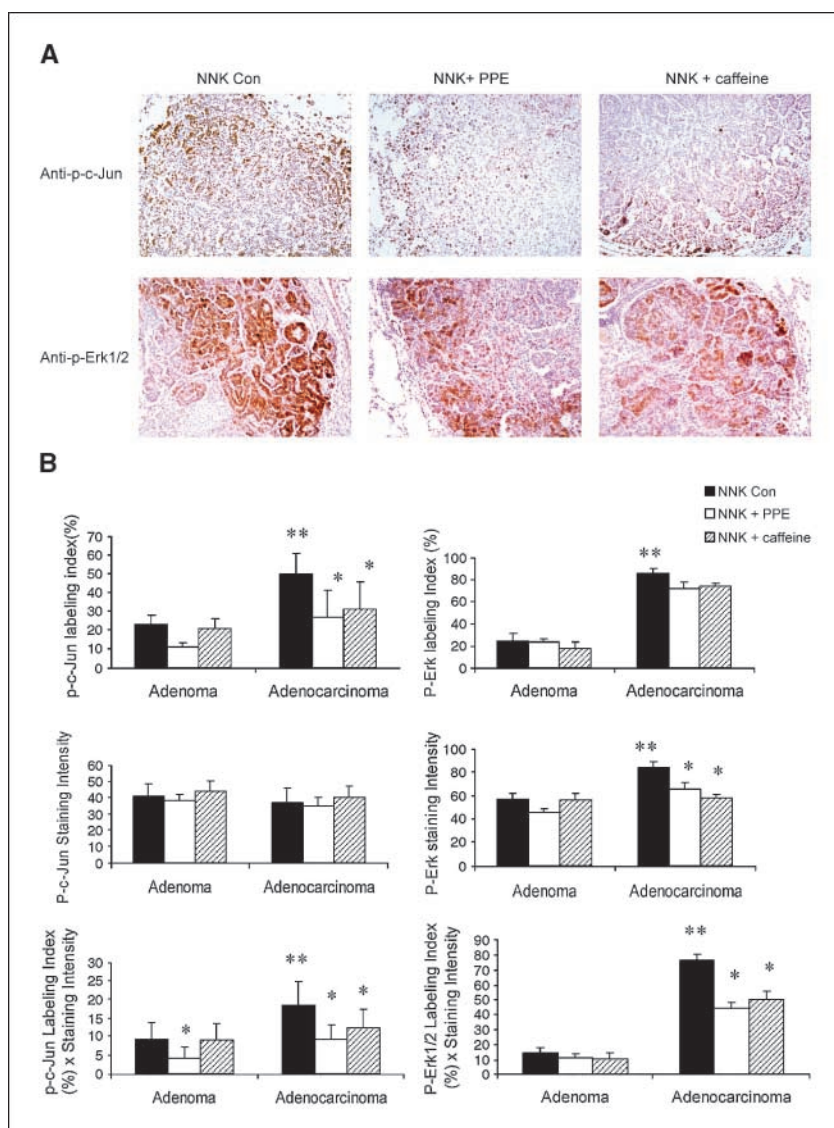 A
NNK Con
NNK+ PPE
NNK + caffeine
Anti-p-c-Jun
Anti-p-Erk1/2
B
NNK Con
NNK + PPE
NNK + caffeine
p-c-Jun labeling index(%)
70
60
50
40
30
20
10
0
**
*
*
Adenoma
Adenocarcinoma
P-Erk labeling Index (%)
100
80
60
40
20
0
**
Adenoma
Adenocarcinoma
P-c-Jun Staining Intensity
60
50
40
30
20
10
0
Adenoma
Adenocarcinoma
P-Erk staining Intensity
100
80
60
40
20
0
**
*
*
Adenoma
Adenocarcinoma
p-c-Jun Labeling Index
(%) x Staining Intensity
30
25
20
15
10
5
0
*
**
*
*
Adenoma
Adenocarcinoma
P-Erk1/2 Labeling Index
(%) x Staining Intensity
90
80
70
60
50
40
30
20
10
0
**
*
*
Adenoma
Adenocarcinoma